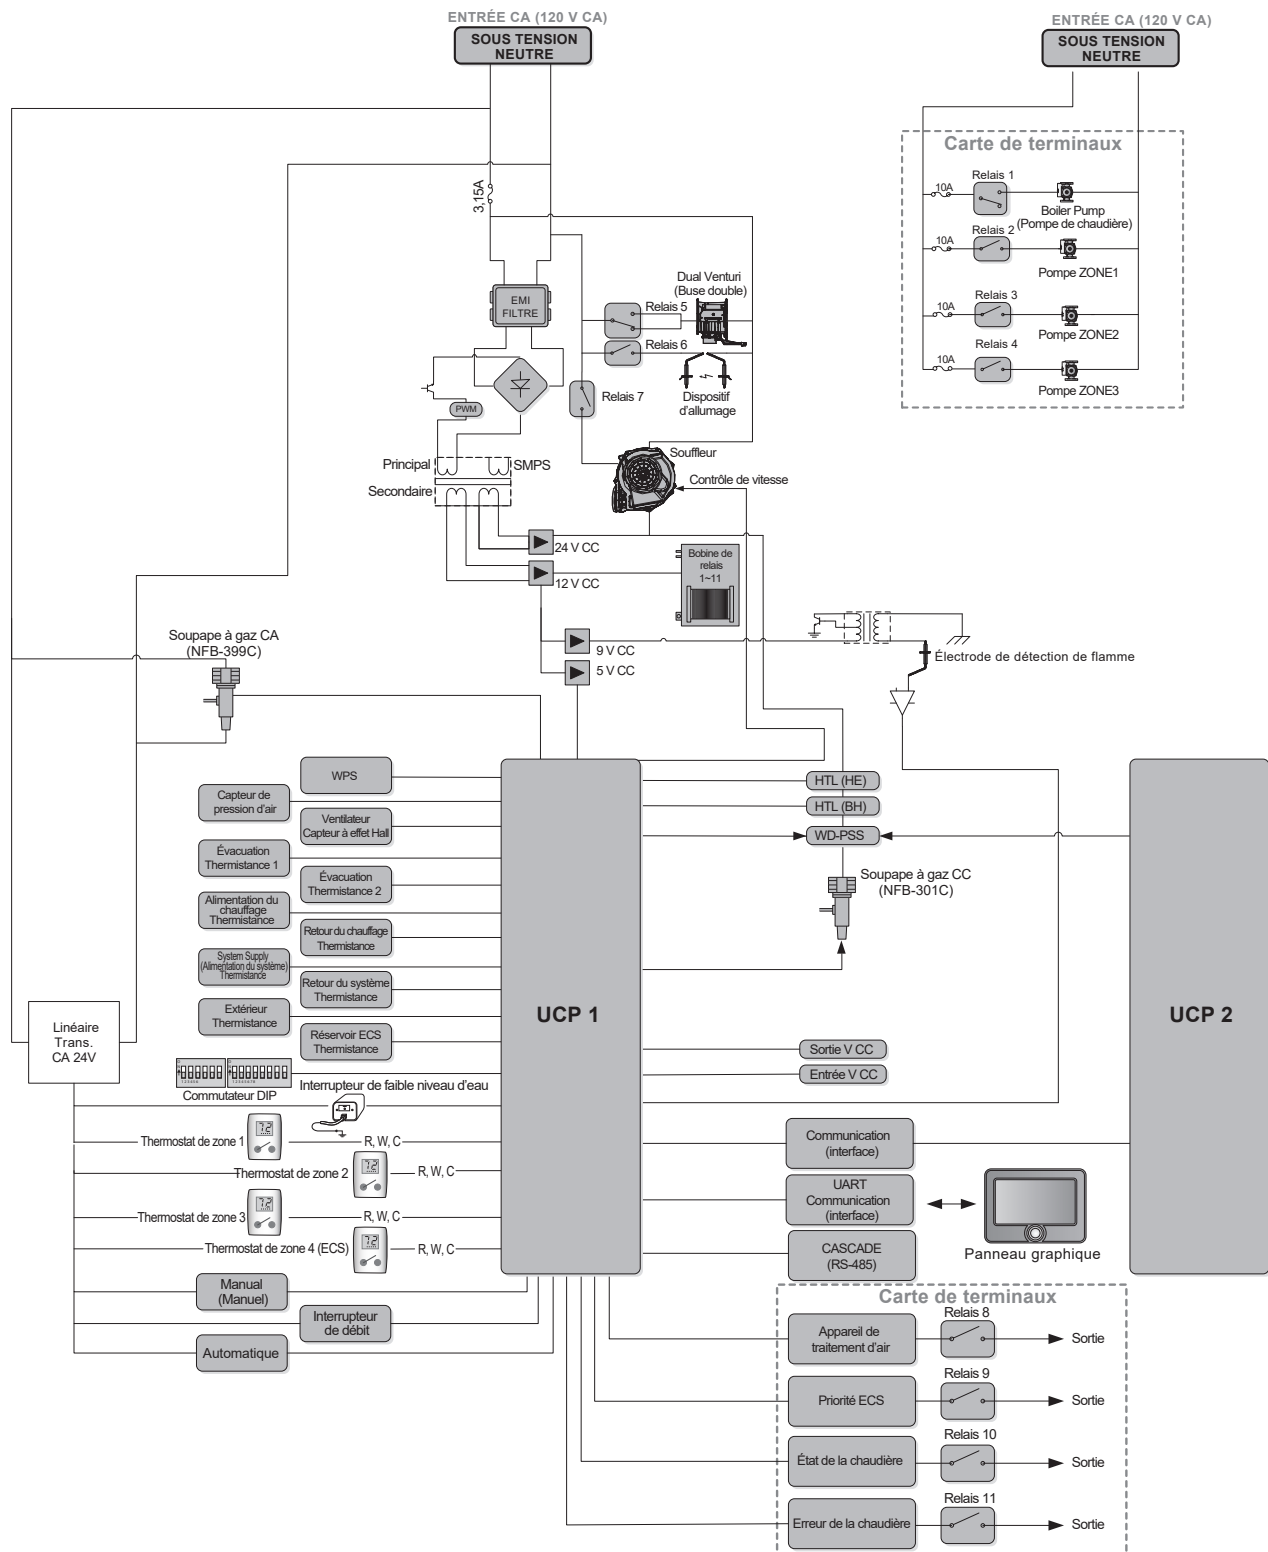 ENTRÉE CA (120 V CA)
SOUS TENSION
NEUTRE
ENTRÉE CA (120 V CA)
SOUS TENSION
NEUTRE
Carte de terminaux
10A
Relais 1
Boiler Pump
(Pompe de chaudière)
10A
Relais 2
Pompe ZONE1
10A
Relais 3
Pompe ZONE2
10A
Relais 4
Pompe ZONE3
3,15A
EMI
FILTRE
Dual Venturi
(Buse double)
Relais 5
Relais 6
Relais 7
Dispositif
d'allumage
PWM
Principal
SMPS
Secondaire
Souffleur
Contrôle de vitesse
24 V CC
12 V CC
Bobine de
relais
1~11
9 V CC
5 V CC
Électrode de détection de flamme
Soupape à gaz CA
(NFB-399C)
WPS
Capteur de
pression d'air
Ventilateur
Capteur à effet Hall
Évacuation
Thermistance 1
Évacuation
Thermistance 2
Alimentation du
chauffage
Thermistance
Retour du chauffage
Thermistance
System Supply
(Alimentation du système)
Thermistance
Retour du système
Thermistance
Extérieur
Thermistance
Réservoir ECS
Thermistance
UCP 1
HTL (HE)
HTL (BH)
WD-PSS
Soupape à gaz CC
(NFB-301C)
UCP 2
Linéaire
Trans.
CA 24V
Commutateur DIP
Interrupteur de faible niveau d'eau
Thermostat de zone 1
72
R, W, C
Thermostat de zone 2
72
R, W, C
Thermostat de zone 3
72
R, W, C
Thermostat de zone 4 (ECS)
72
R, W, C
Manual
(Manuel)
Interrupteur
de débit
Automatique
Sortie V CC
Entrée V CC
Communication
(interface)
UART
Communication
(interface)
Panneau graphique
CASCADE
(RS-485)
Carte de terminaux
Appareil de
traitement d'air
Relais 8
Sortie
Priorité ECS
Relais 9
Sortie
État de la chaudière
Relais 10
Sortie
Erreur de la chaudière
Relais 11
Sortie